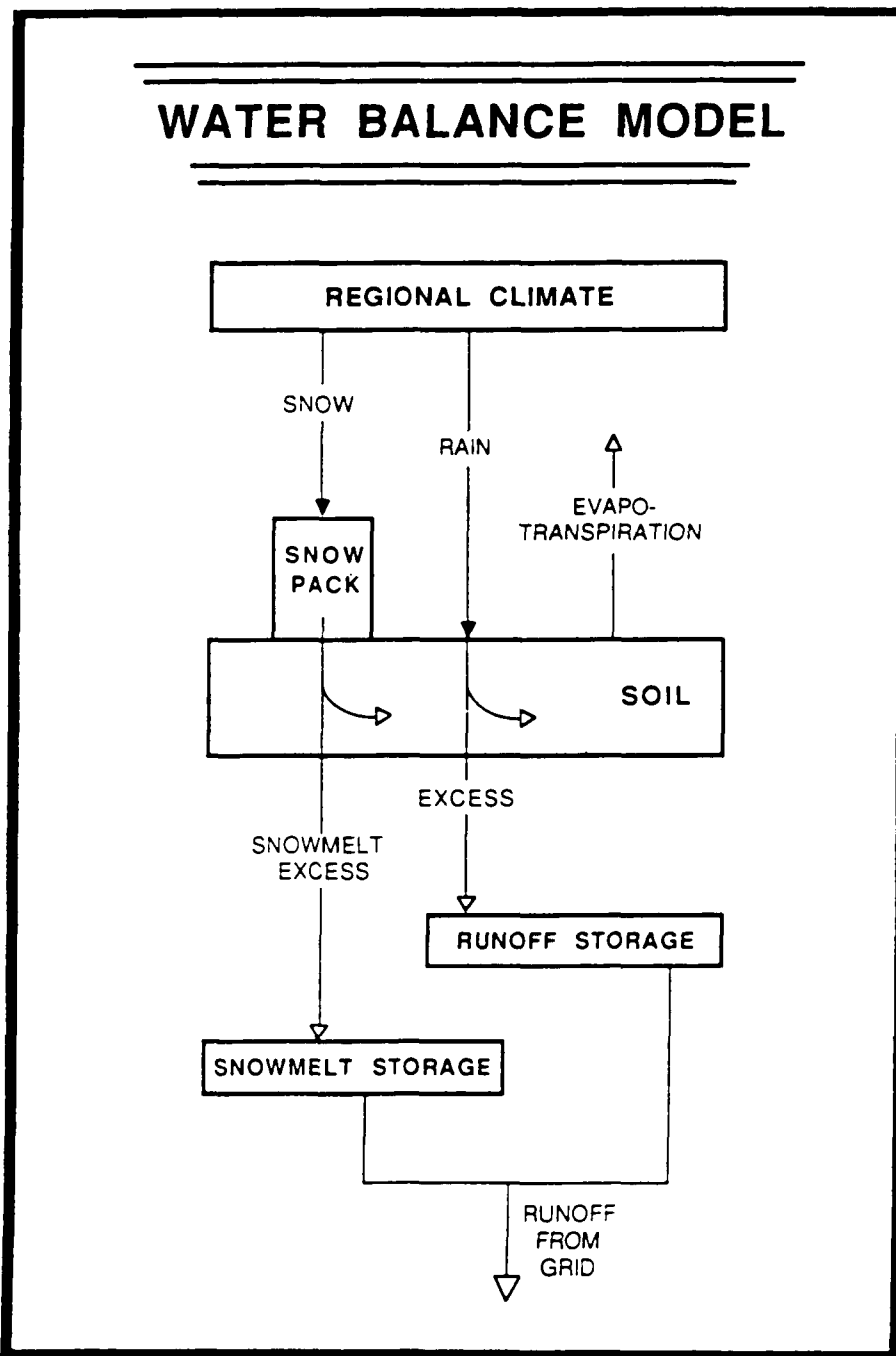 WATER BALANCE MODEL
REGIONAL CLIMATE
SNOW
RAIN
EVAPO-
TRANSPIRATION
SNOW
PACK
SOIL
EXCESS
SNOWMELT
EXCESS
RUNOFF STORAGE
SNOWMELT STORAGE
RUNOFF
FROM
GRID